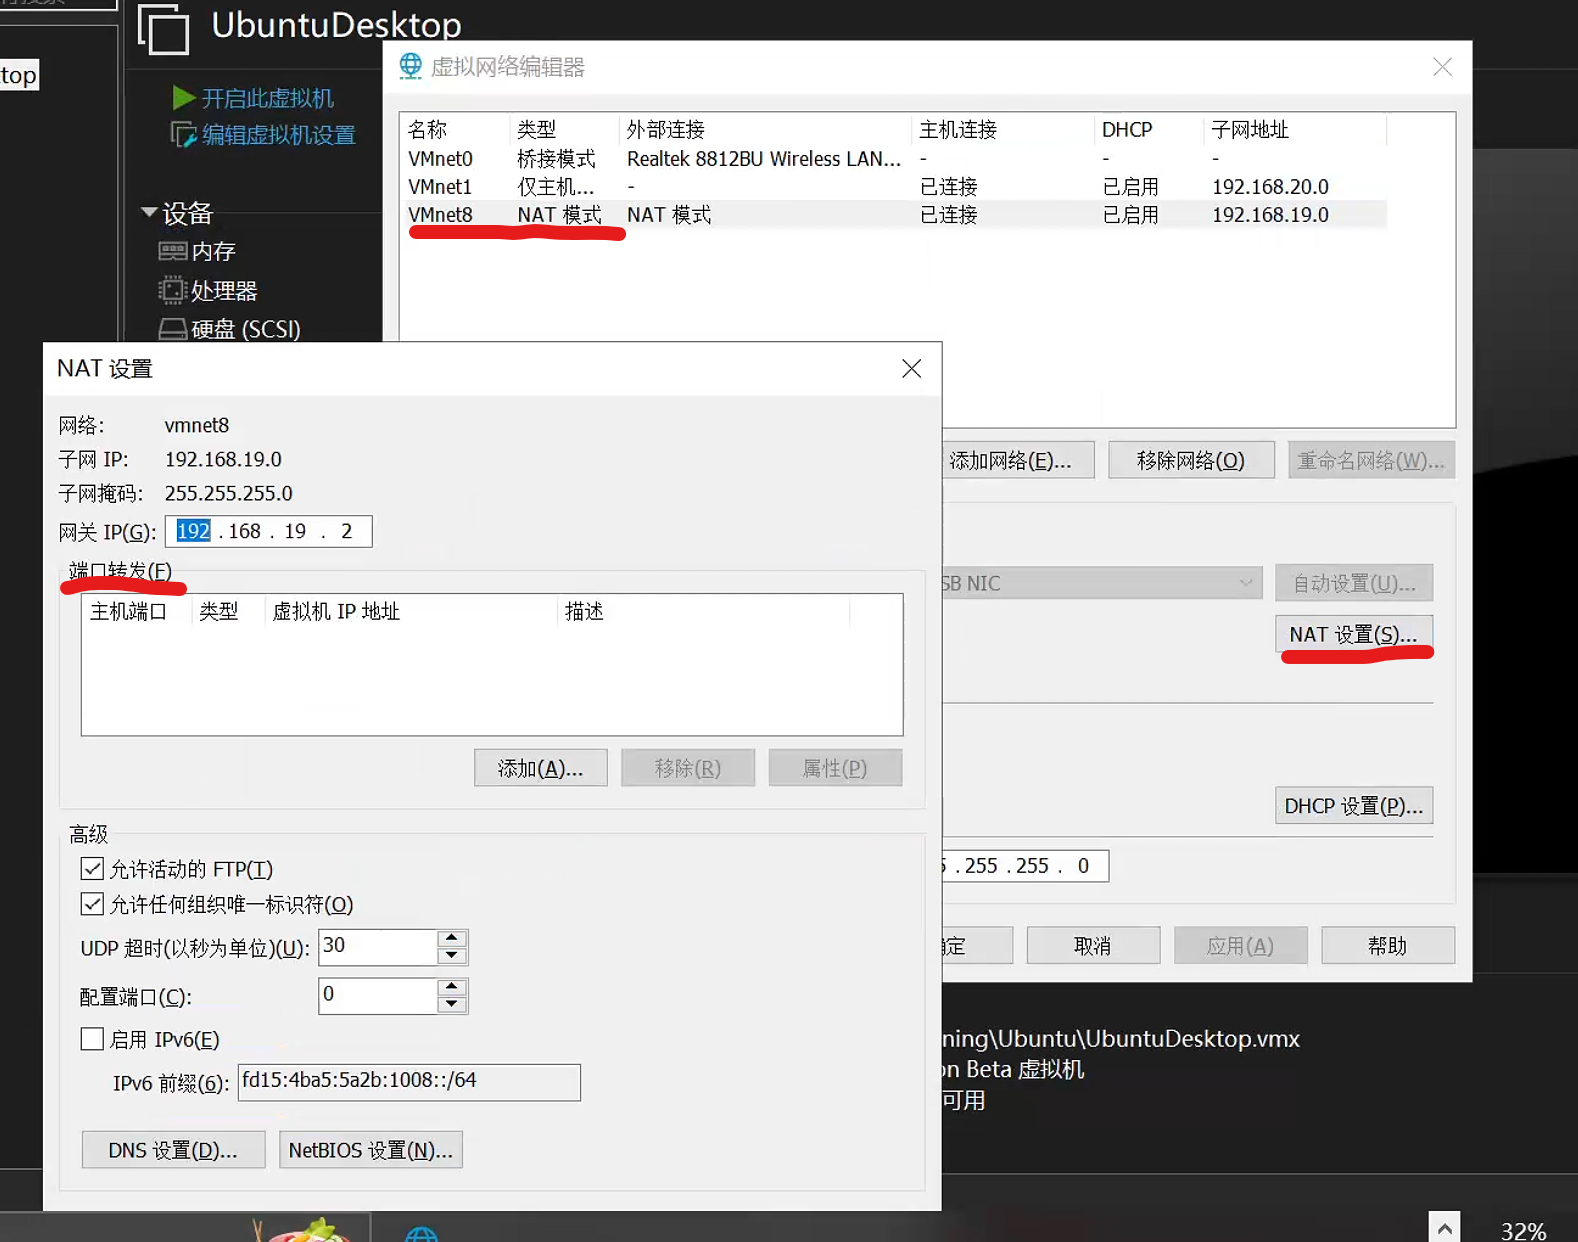 UbuntuDesktop
top
开启此虚拟机
编辑虚拟机设置
设备
内存
处理器
硬盘 (SCSI)
虚拟网络编辑器
名称 类型 外部连接 主机连接 DHCP 子网地址
VMnet0 桥接模式 Realtek 8812BU Wireless LAN... - - -
VMnet1 仅主机... - 已连接 已启用 192.168.20.0
VMnet8 NAT 模式 NAT 模式 已连接 已启用 192.168.19.0
添加网络(E)... 移除网络(O) 重命名网络(W)...
SB NIC 自动设置(U)...
NAT 设置(S)...
DHCP 设置(P)...
.255 .255 . 0
定 取消 应用(A) 帮助
NAT 设置
网络: vmnet8
子网 IP: 192.168.19.0
子网掩码: 255.255.255.0
网关 IP(G): 192 . 168 . 19 . 2
端口转发(F)
主机端口 类型 虚拟机 IP 地址 描述
添加(A)... 移除(R) 属性(P)
高级
允许活动的 FTP(T)
允许任何组织唯一标识符(O)
UDP 超时(以秒为单位)(U): 30
配置端口(C): 0
启用 IPv6(E)
IPv6 前缀(6): fd15:4ba5:5a2b:1008::/64
DNS 设置(D)... NetBIOS 设置(N)...
ning\Ubuntu\UbuntuDesktop.vmx
on Beta 虚拟机
可用
32%